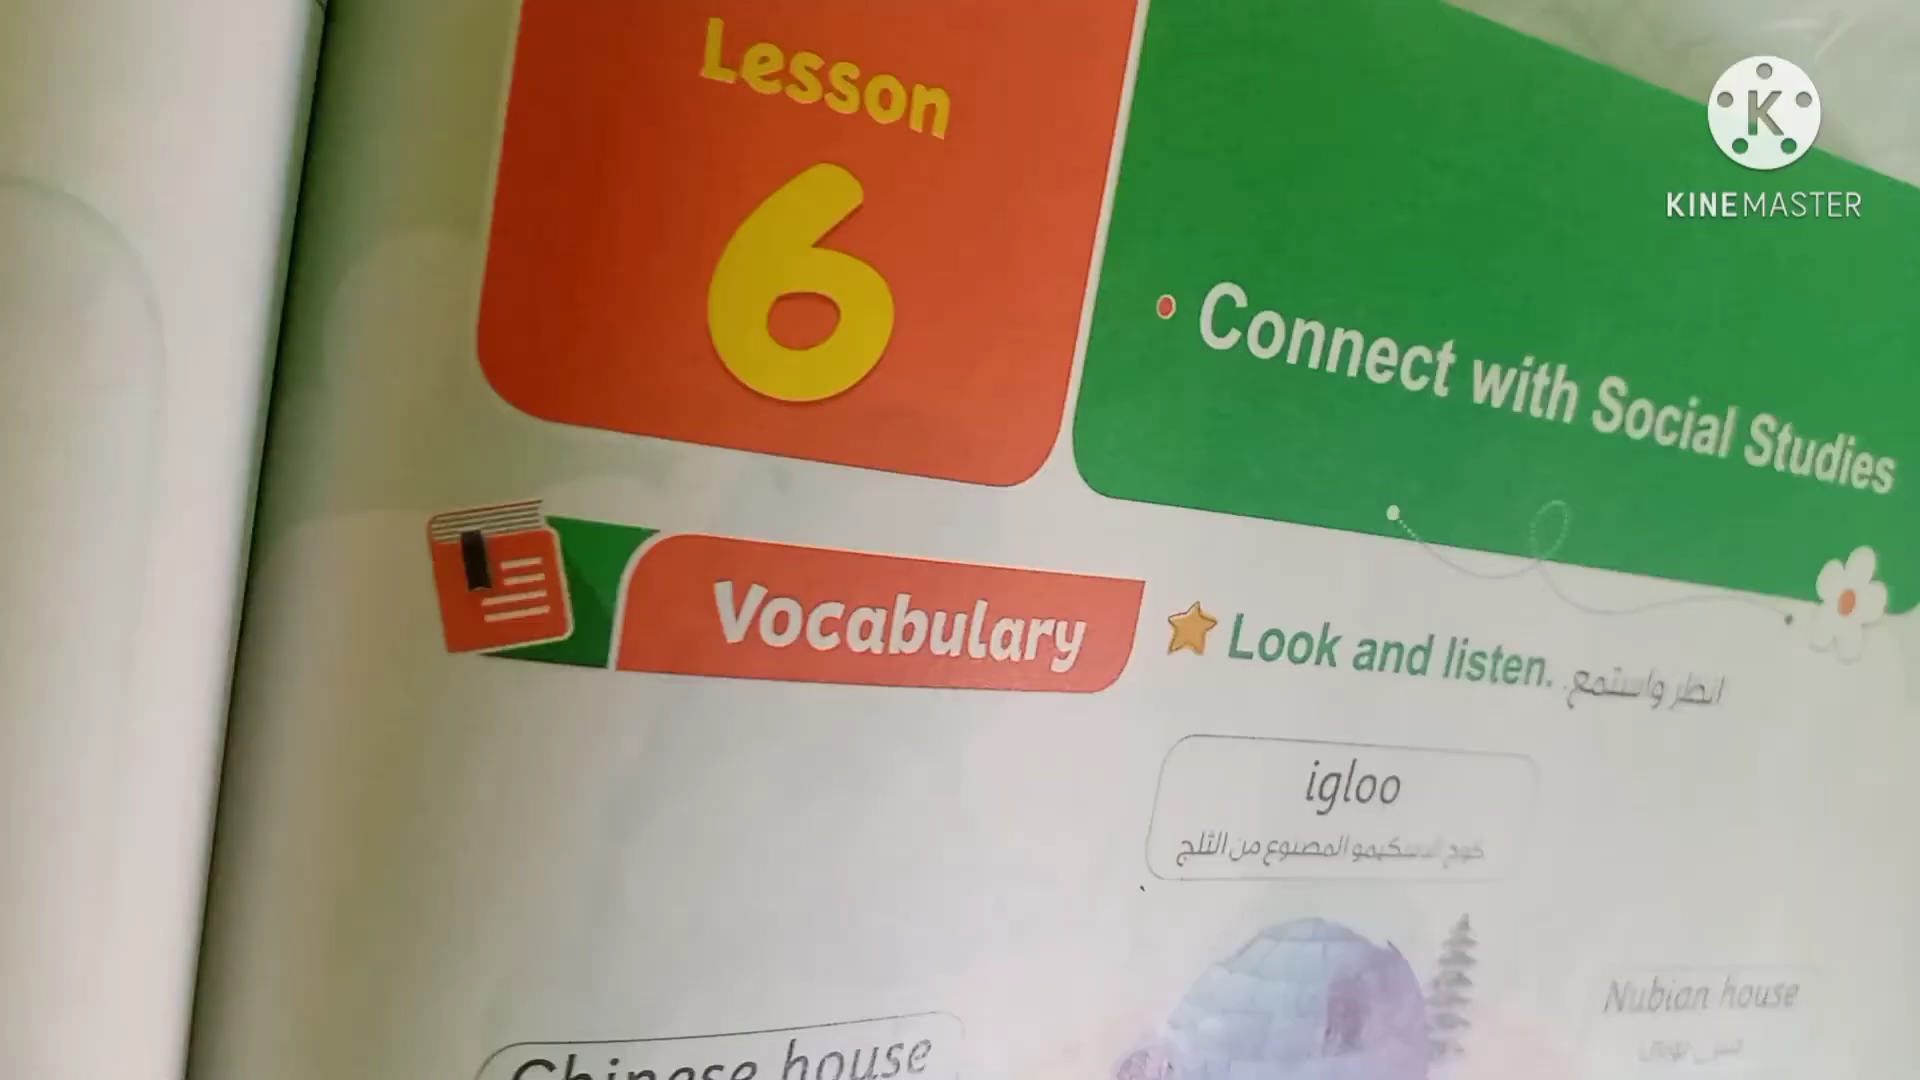 Lesson
6
• Connect with Social Studies
KINEMASTER
Vocabulary
Look and listen. انظر واستمع.
igloo
كوخ الإسكيمو المصنوع من الثلج
Nubian house
Chinese house